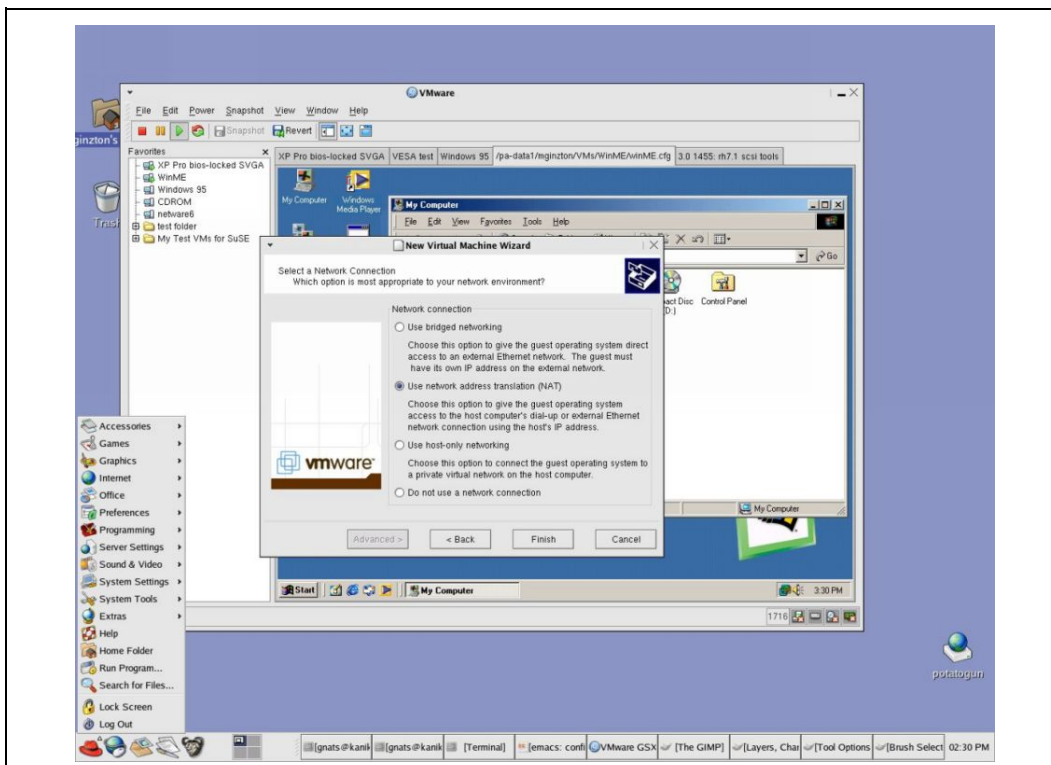 VMware
File Edit Power Snapshot View Window Help
Snapshot Revert
ginzton's
Trash
Favorites
XP Pro bios-locked SVGA
WinME
Windows 95
CDROM
netware6
test folder
My Test VMs for SuSE
XP Pro bios-locked SVGA VESA test Windows 95 /pa-data1/mginzton/VMs/WinME/winME.cfg 3.0 1455: rh7.1 scsi tools
My Computer Windows Media Player
My Computer
File Edit View Favorites Tools Help
Go
act Disc (D:) Control Panel
My Computer
New Virtual Machine Wizard
Select a Network Connection
Which option is most appropriate to your network environment?
Network connection
Use bridged networking
Choose this option to give the guest operating system direct
access to an external Ethernet network. The guest must
have its own IP address on the external network.
Use network address translation (NAT)
Choose this option to give the guest operating system
access to the host computer's dial-up or external Ethernet
network connection using the host's IP address.
Use host-only networking
Choose this option to connect the guest operating system to
a private virtual network on the host computer.
Do not use a network connection
vmware
Advanced > < Back Finish Cancel
Start My Computer 3:30 PM
1716
Accessories
Games
Graphics
Internet
Office
Preferences
Programming
Server Settings
Sound & Video
System Settings
System Tools
Extras
Help
Home Folder
Run Program...
Search for Files...
Lock Screen
Log Out
potatogun
[gnats@kanik [gnats@kanik [Terminal] [emacs: confi VMware GSX [The GIMP] [Layers, Chan [Tool Options [Brush Select 02:30 PM